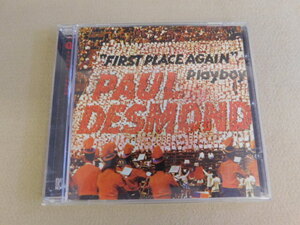 "FIRST PLACE AGAIN"
Playboy
PAUL
DESMOND